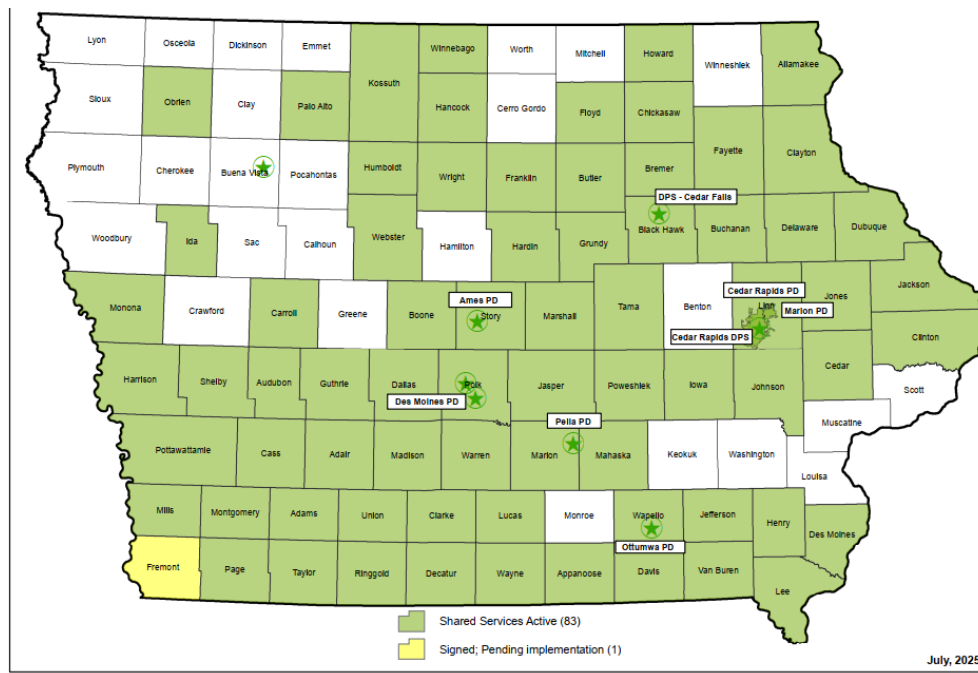 Lyon
Osceola
Dickinson
Emmet
Winnebago
Worth
Mitchell
Howard
Winneshiek
Allamakee
Kossuth
Sioux
Obrien
Clay
Palo Alto
Hancock
Cerro Gordo
Floyd
Chickasaw
Fayette
Clayton
Plymouth
Cherokee
Buena Vista
Pocahontas
Humboldt
Wright
Franklin
Butler
Bremer
DPS - Cedar Falls
Woodbury
Ida
Sac
Calhoun
Webster
Hamilton
Hardin
Grundy
Black Hawk
Buchanan
Delaware
Dubuque
Monona
Crawford
Carroll
Greene
Boone
Ames PD
Story
Marshall
Tama
Benton
Cedar Rapids PD
Linn
Marion PD
Cedar Rapids DPS
Jones
Jackson
Clinton
Harrison
Shelby
Audubon
Guthrie
Dallas
Polk
Des Moines PD
Jasper
Poweshiek
Iowa
Johnson
Cedar
Scott
Muscatine
Pottawattamie
Cass
Adair
Madison
Warren
Marion
Pella PD
Mahaska
Keokuk
Washington
Louisa
Mills
Montgomery
Adams
Union
Clarke
Lucas
Monroe
Wapello
Ottumwa PD
Jefferson
Henry
Des Moines
Fremont
Page
Taylor
Ringgold
Decatur
Wayne
Appanoose
Davis
Van Buren
Lee
Shared Services Active (83)
Signed; Pending implementation (1)
July, 2025